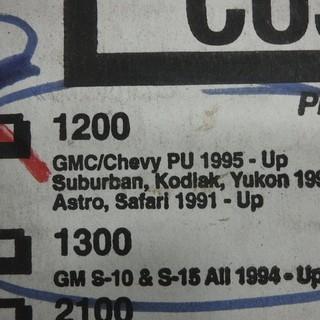 1200
GMC/Chevy PU 1995 - Up
Suburban, Kodiak, Yukon
Astro, Safari 1991 - Up
1300
GM S-10 & S-15 All 1994 - Up
2100